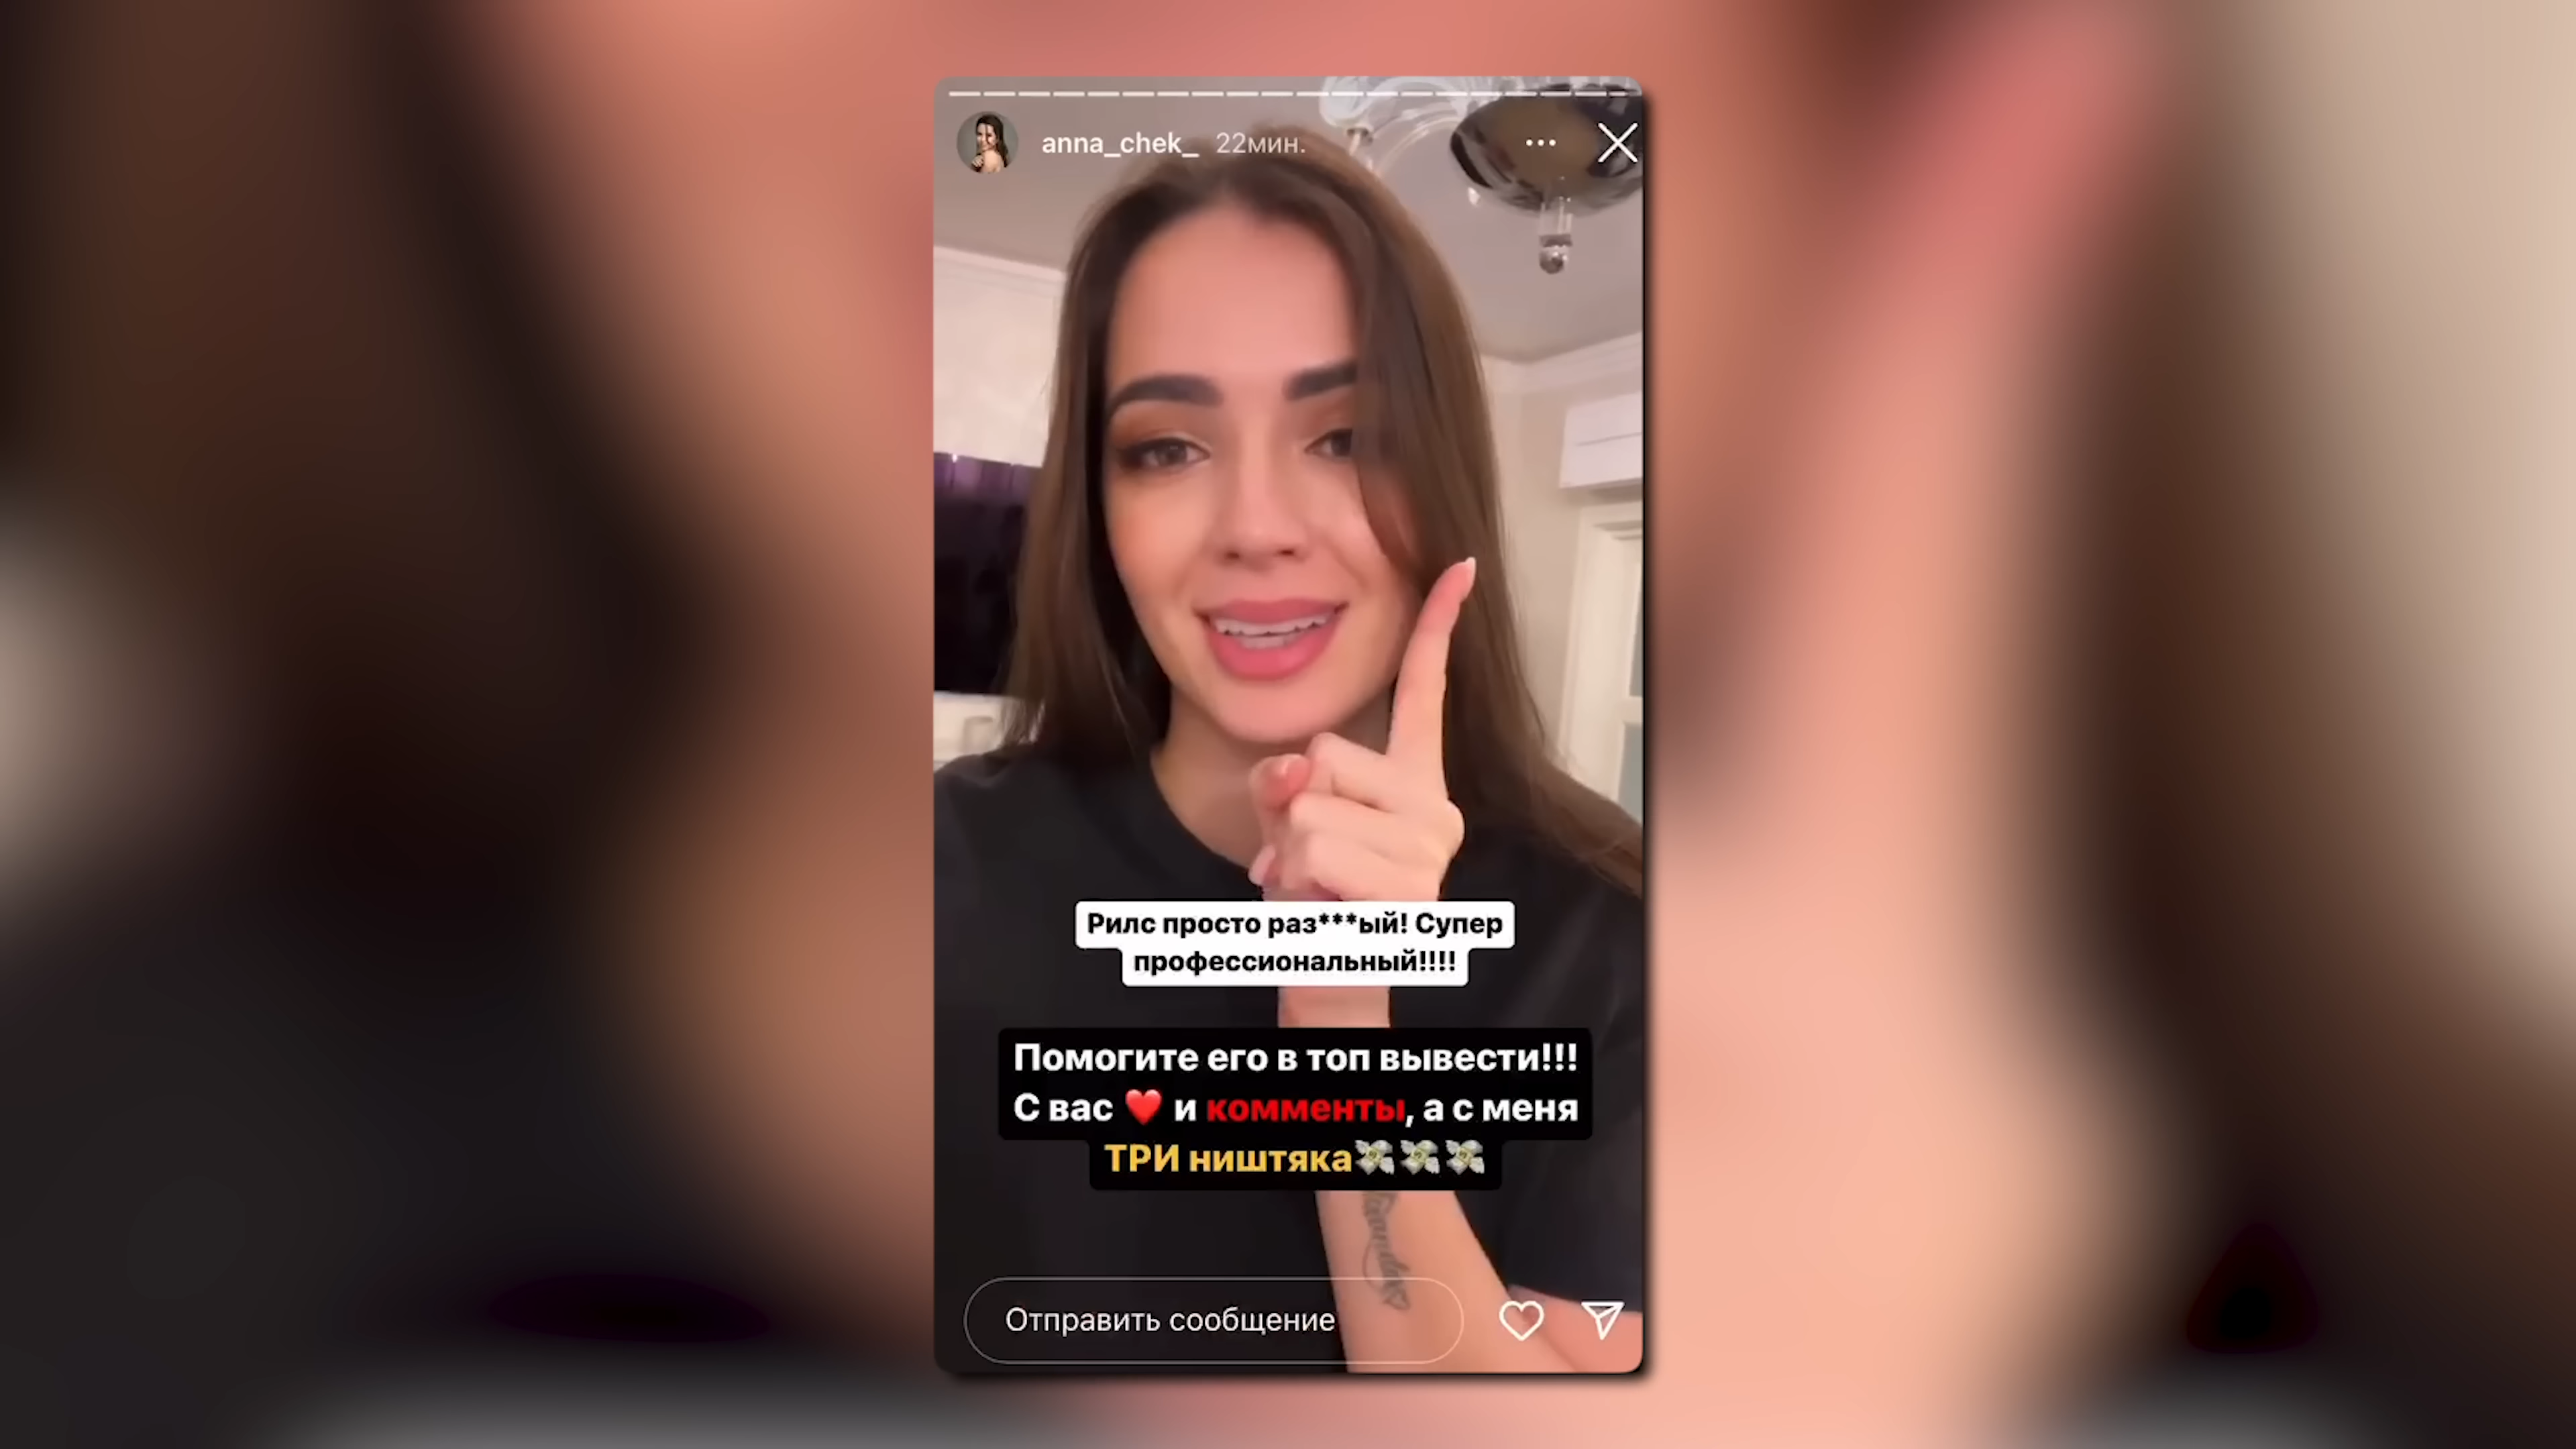 anna_chek_ 22мин.
Рилс просто раз***ый! Супер
профессиональный!!!!
Помогите его в топ вывести!!!
С вас ❤️ и комменты, а с меня
ТРИ ништяка💸💸💸
Отправить сообщение